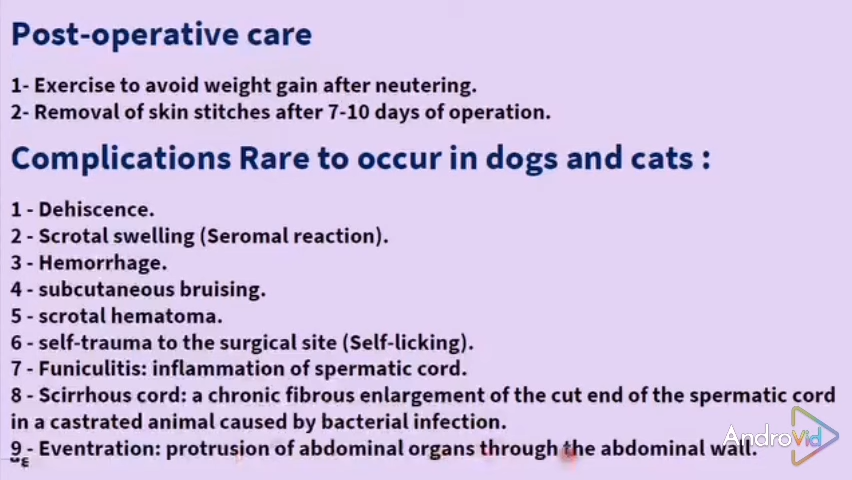 Post-operative care
1- Exercise to avoid weight gain after neutering.
2- Removal of skin stitches after 7-10 days of operation.
Complications Rare to occur in dogs and cats :
1 - Dehiscence.
2 - Scrotal swelling (Seromal reaction).
3 - Hemorrhage.
4 - subcutaneous bruising.
5 - scrotal hematoma.
6 - self-trauma to the surgical site (Self-licking).
7 - Funiculitis: inflammation of spermatic cord.
8 - Scirrhous cord: a chronic fibrous enlargement of the cut end of the spermatic cord
in a castrated animal caused by bacterial infection.
9 - Eventration: protrusion of abdominal organs through the abdominal wall.
AndroVid